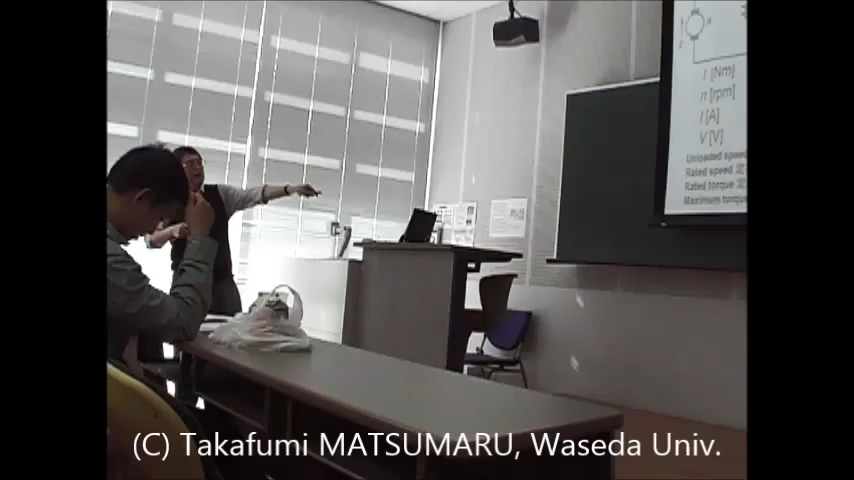 I [Nm]
n [rpm]
I [A]
V [V]
Unloaded speed
Rated speed
Rated torque
Maximum torque
(C) Takafumi MATSUMARU, Waseda Univ.